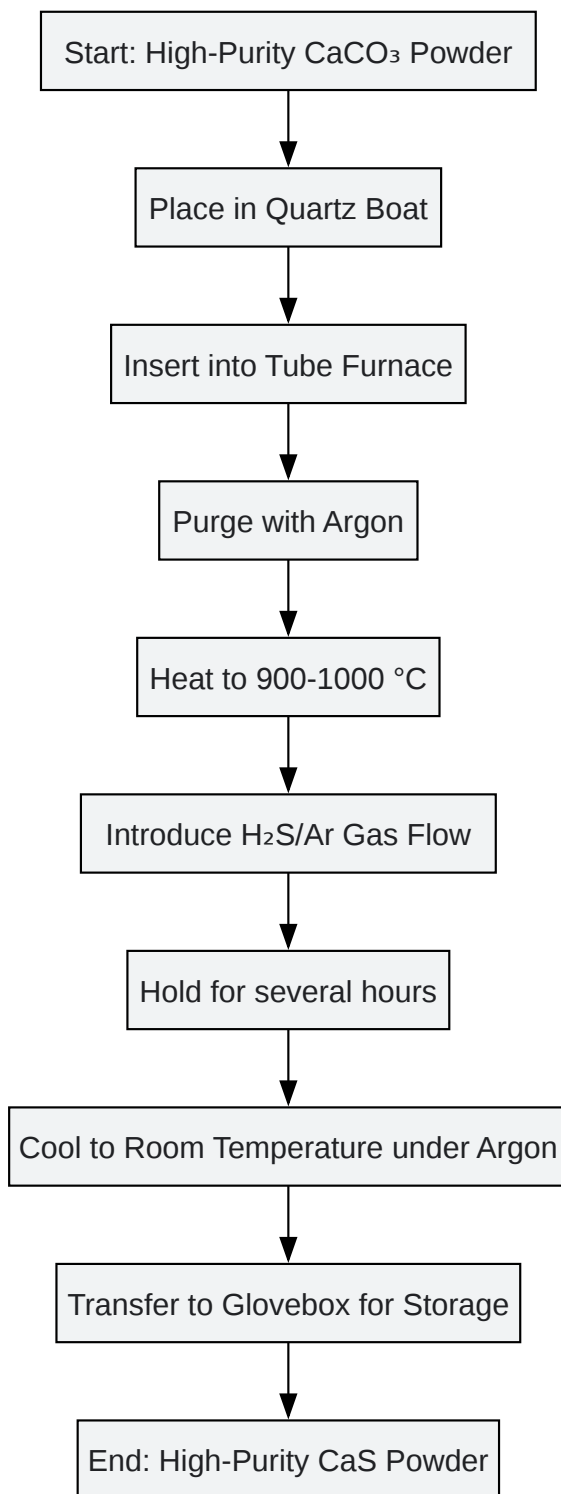 Start: High-Purity CaCO₃ Powder
Place in Quartz Boat
Insert into Tube Furnace
Purge with Argon
Heat to 900-1000 °C
Introduce H₂S/Ar Gas Flow
Hold for several hours
Cool to Room Temperature under Argon
Transfer to Glovebox for Storage
End: High-Purity CaS Powder